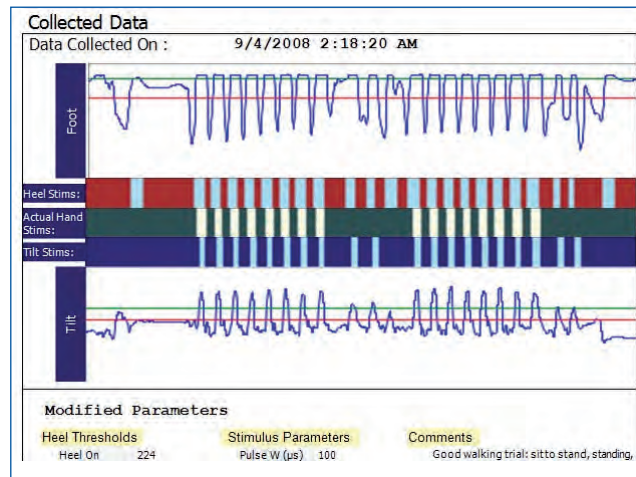 Collected Data
Data Collected On : 9/4/2008 2:18:20 AM
Foot
Heel Stims:
Actual Hand
Stims:
Tilt Stims:
Tilt
Modified Parameters
Heel Thresholds Stimulus Parameters Comments
Heel On 224 Pulse W (µs) 100 Good walking trial: sit to stand, standing,